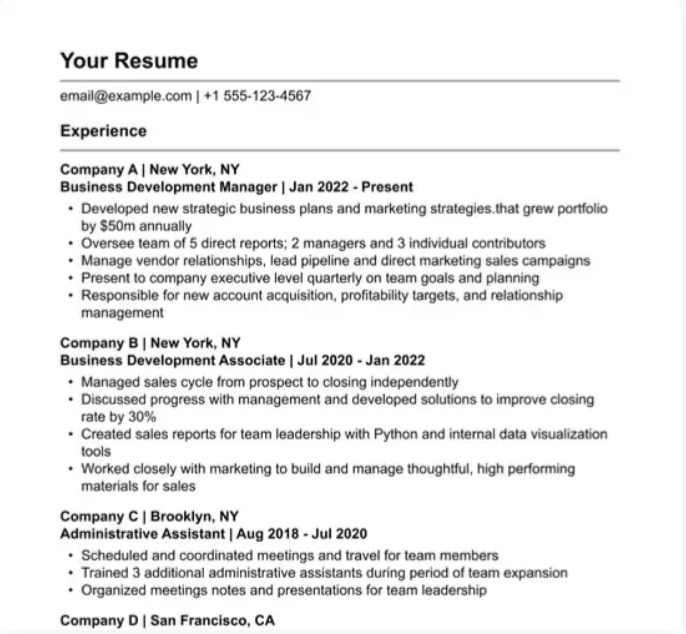 Your Resume
email@example.com | +1 555-123-4567
Experience
Company A | New York, NY
Business Development Manager | Jan 2022 - Present
• Developed new strategic business plans and marketing strategies.that grew portfolio
by $50m annually
• Oversee team of 5 direct reports; 2 managers and 3 individual contributors
• Manage vendor relationships, lead pipeline and direct marketing sales campaigns
• Present to company executive level quarterly on team goals and planning
• Responsible for new account acquisition, profitability targets, and relationship
management
Company B | New York, NY
Business Development Associate | Jul 2020 - Jan 2022
• Managed sales cycle from prospect to closing independently
• Discussed progress with management and developed solutions to improve closing
rate by 30%
• Created sales reports for team leadership with Python and internal data visualization
tools
• Worked closely with marketing to build and manage thoughtful, high performing
materials for sales
Company C | Brooklyn, NY
Administrative Assistant | Aug 2018 - Jul 2020
• Scheduled and coordinated meetings and travel for team members
• Trained 3 additional administrative assistants during period of team expansion
• Organized meetings notes and presentations for team leadership
Company D | San Francisco, CA